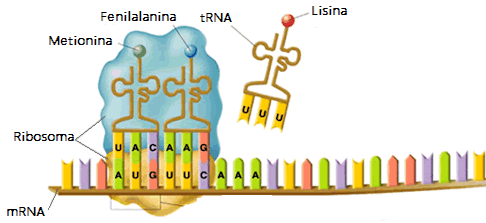 Fenilalanina tRNA Lisina
Metionina
U U U
Ribosoma
U A C A A G
A U G U U C A A A
mRNA